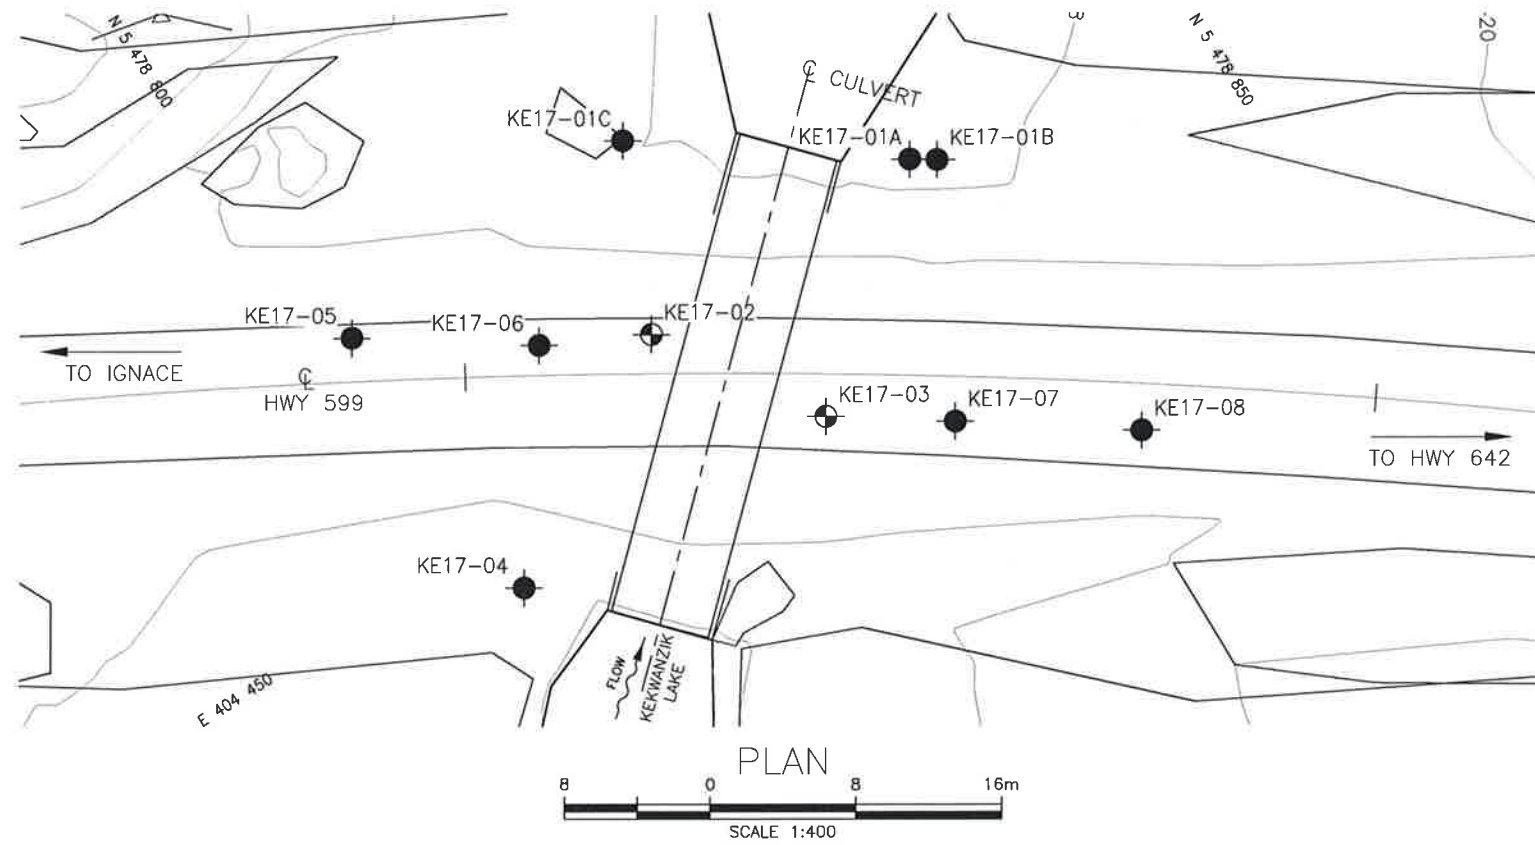 N 5 478 800
N 5 478 850
-20
℄ CULVERT
KE17-01C
KE17-01A
KE17-01B
KE17-05
KE17-06
KE17-02
TO IGNACE
℄
HWY 599
KE17-03
KE17-07
KE17-08
TO HWY 642
KE17-04
FLOW
KEKWANZIK
LAKE
E 404 450
PLAN
8 0 8 16m
SCALE 1:400